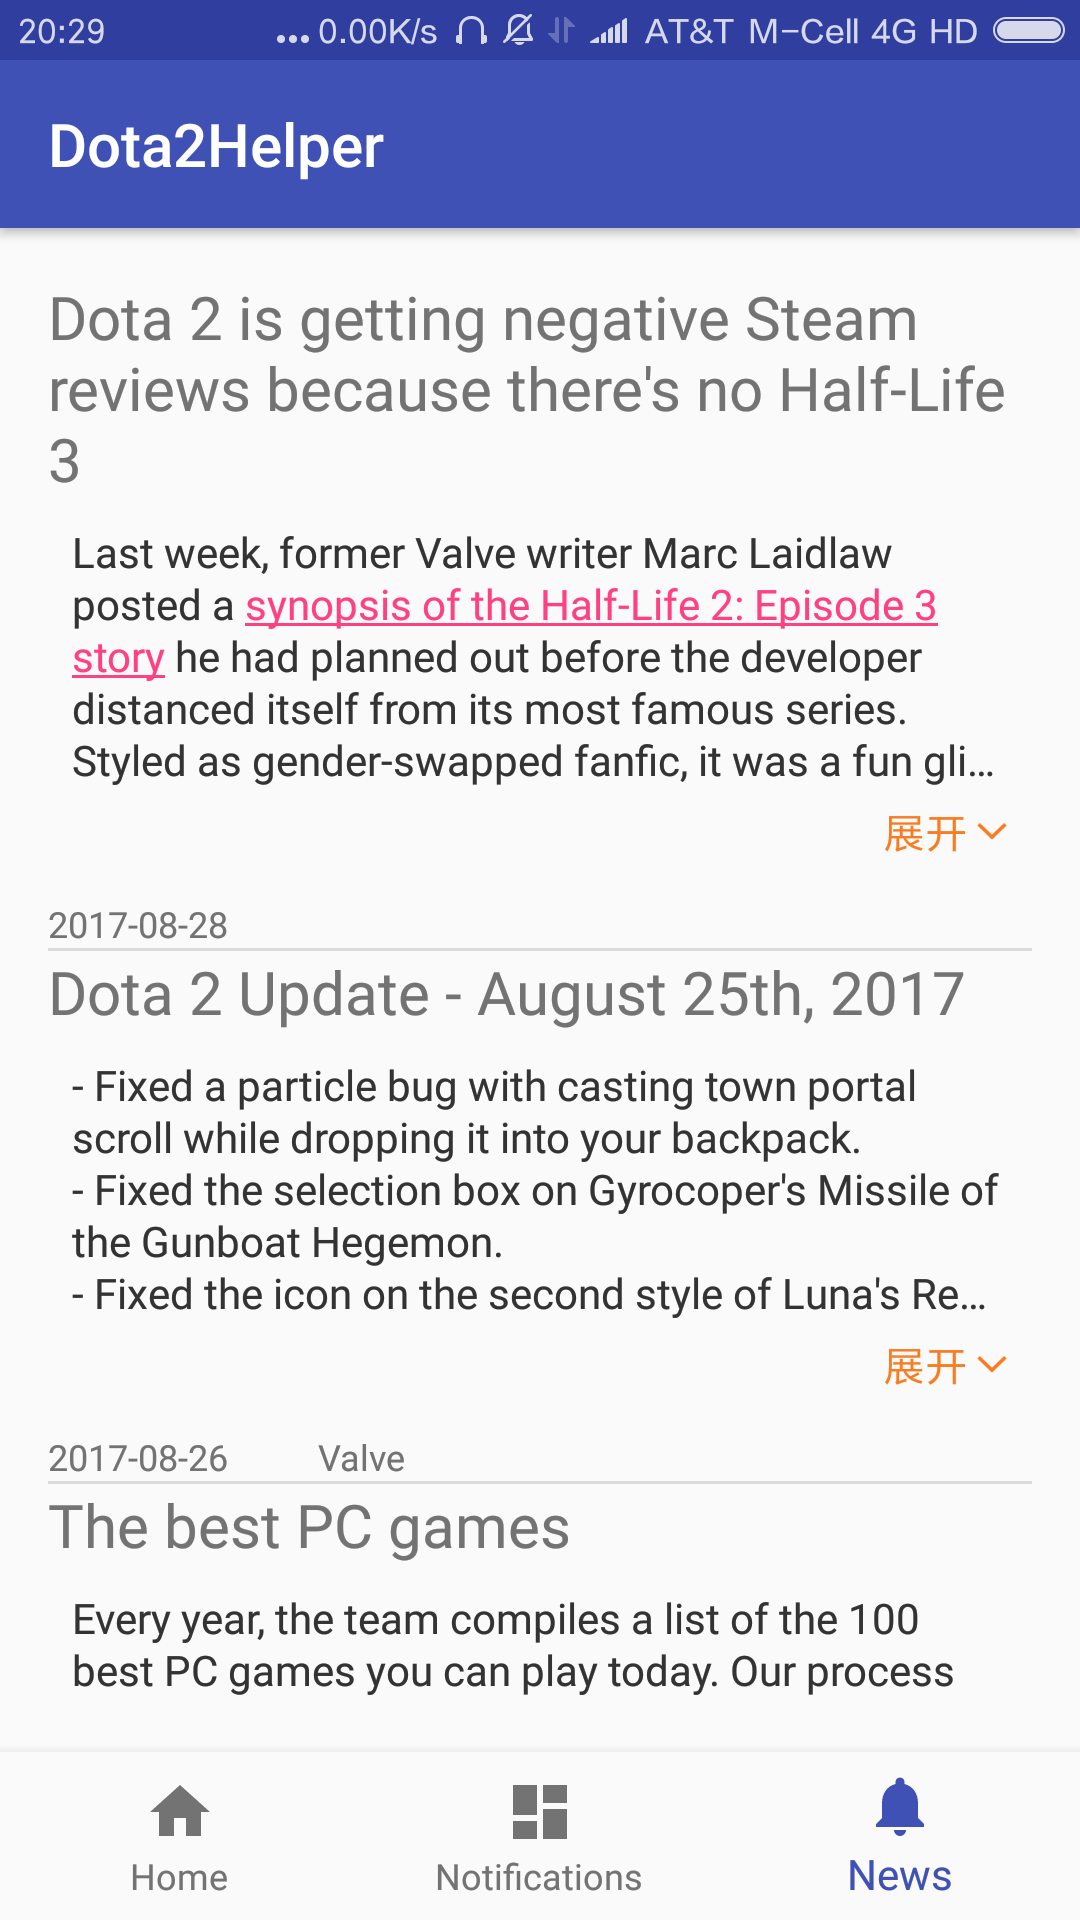 20:29 ... 0.00K/s AT&T M-Cell 4G HD
Dota2Helper
Dota 2 is getting negative Steam
reviews because there's no Half-Life
3
Last week, former Valve writer Marc Laidlaw
posted a synopsis of the Half-Life 2: Episode 3
story he had planned out before the developer
distanced itself from its most famous series.
Styled as gender-swapped fanfic, it was a fun gli…
展开
2017-08-28
Dota 2 Update - August 25th, 2017
- Fixed a particle bug with casting town portal
scroll while dropping it into your backpack.
- Fixed the selection box on Gyrocoper's Missile of
the Gunboat Hegemon.
- Fixed the icon on the second style of Luna's Re…
展开
2017-08-26 Valve
The best PC games
Every year, the team compiles a list of the 100
best PC games you can play today. Our process
Home Notifications News